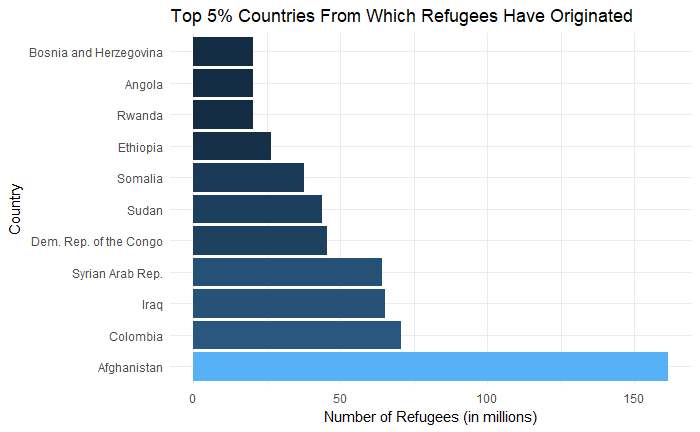 Top 5% Countries From Which Refugees Have Originated
Bosnia and Herzegovina
Angola
Rwanda
Ethiopia
Somalia
Sudan
Dem. Rep. of the Congo
Syrian Arab Rep.
Iraq
Colombia
Afghanistan
Country
0 50 100 150
Number of Refugees (in millions)